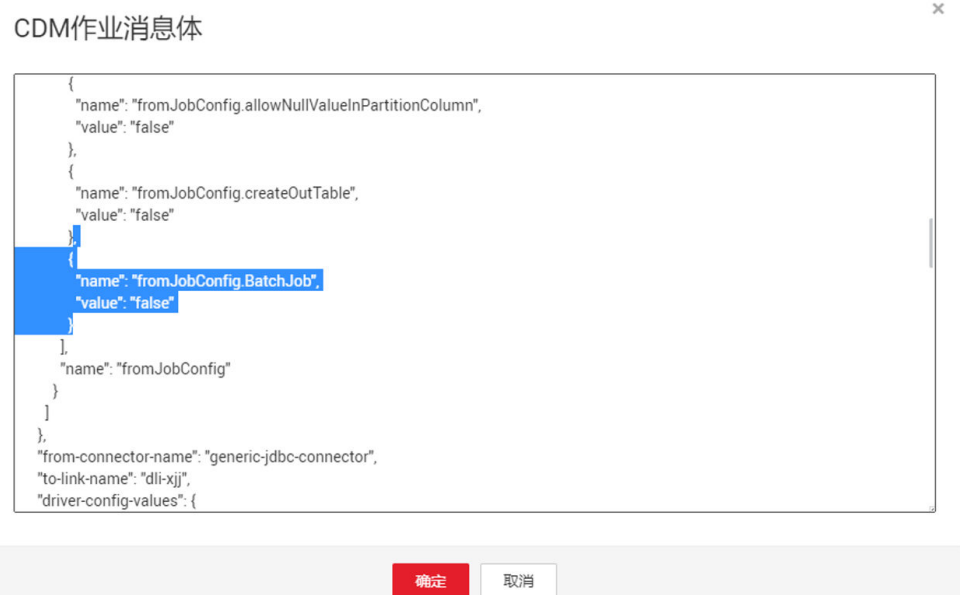 CDM作业消息体
×
{
"name": "fromJobConfig.allowNullValueInPartitionColumn",
"value": "false"
},
{
"name": "fromJobConfig.createOutTable",
"value": "false"
},
{
"name": "fromJobConfig.BatchJob",
"value": "false"
}
],
"name": "fromJobConfig"
}
]
},
"from-connector-name": "generic-jdbc-connector",
"to-link-name": "dli-xjj",
"driver-config-values": {
确定
取消